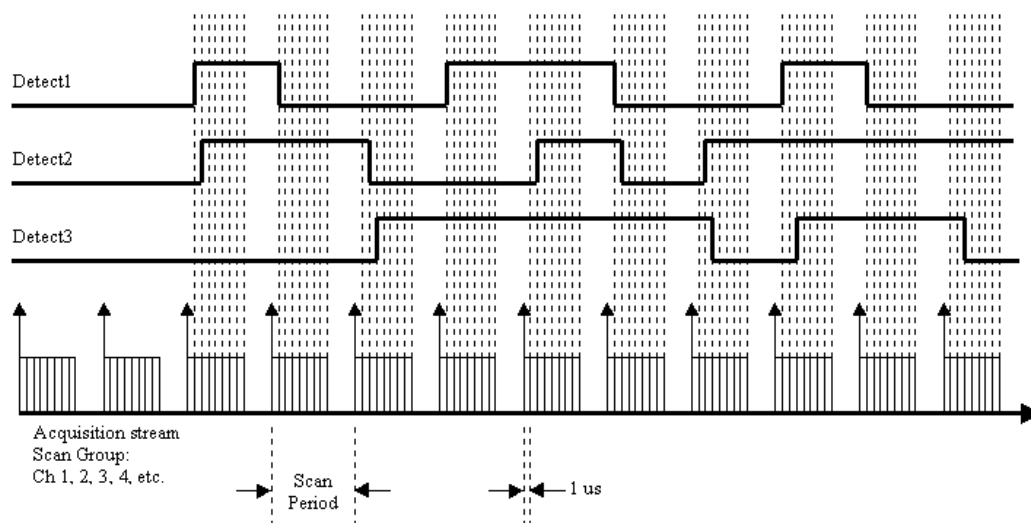 Detect1
Detect2
Detect3
Acquisition stream
Scan Group:
Ch 1, 2, 3, 4, etc.
Scan
Period
1 us